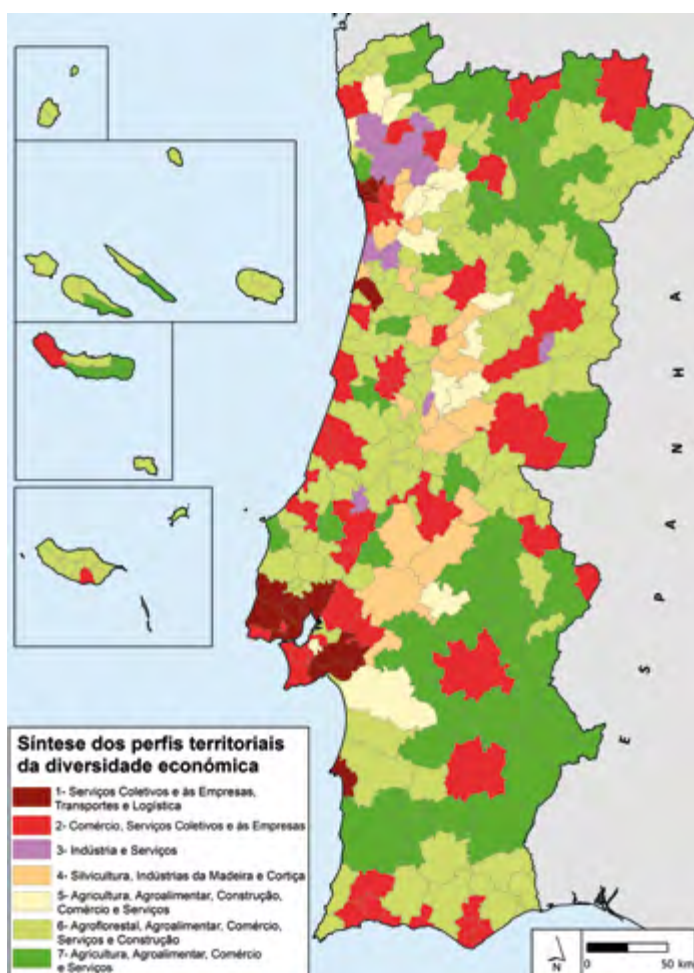 E S P A N H A
Síntese dos perfis territoriais
da diversidade económica
1- Serviços Coletivos e ás Empresas,
Transportes e Logística
2- Comércio, Serviços Coletivos e ás Empresas
3- Indústria e Serviços
4- Silvicultura, Indústrias da Madeira e Cortiça
5- Agricultura, Agroalimentar, Construção,
Comércio e Serviços
6- Agroflorestal, Agroalimentar, Comércio,
Serviços e Construção
7- Agricultura, Agroalimentar, Comércio
e Serviços
N
0 50 km